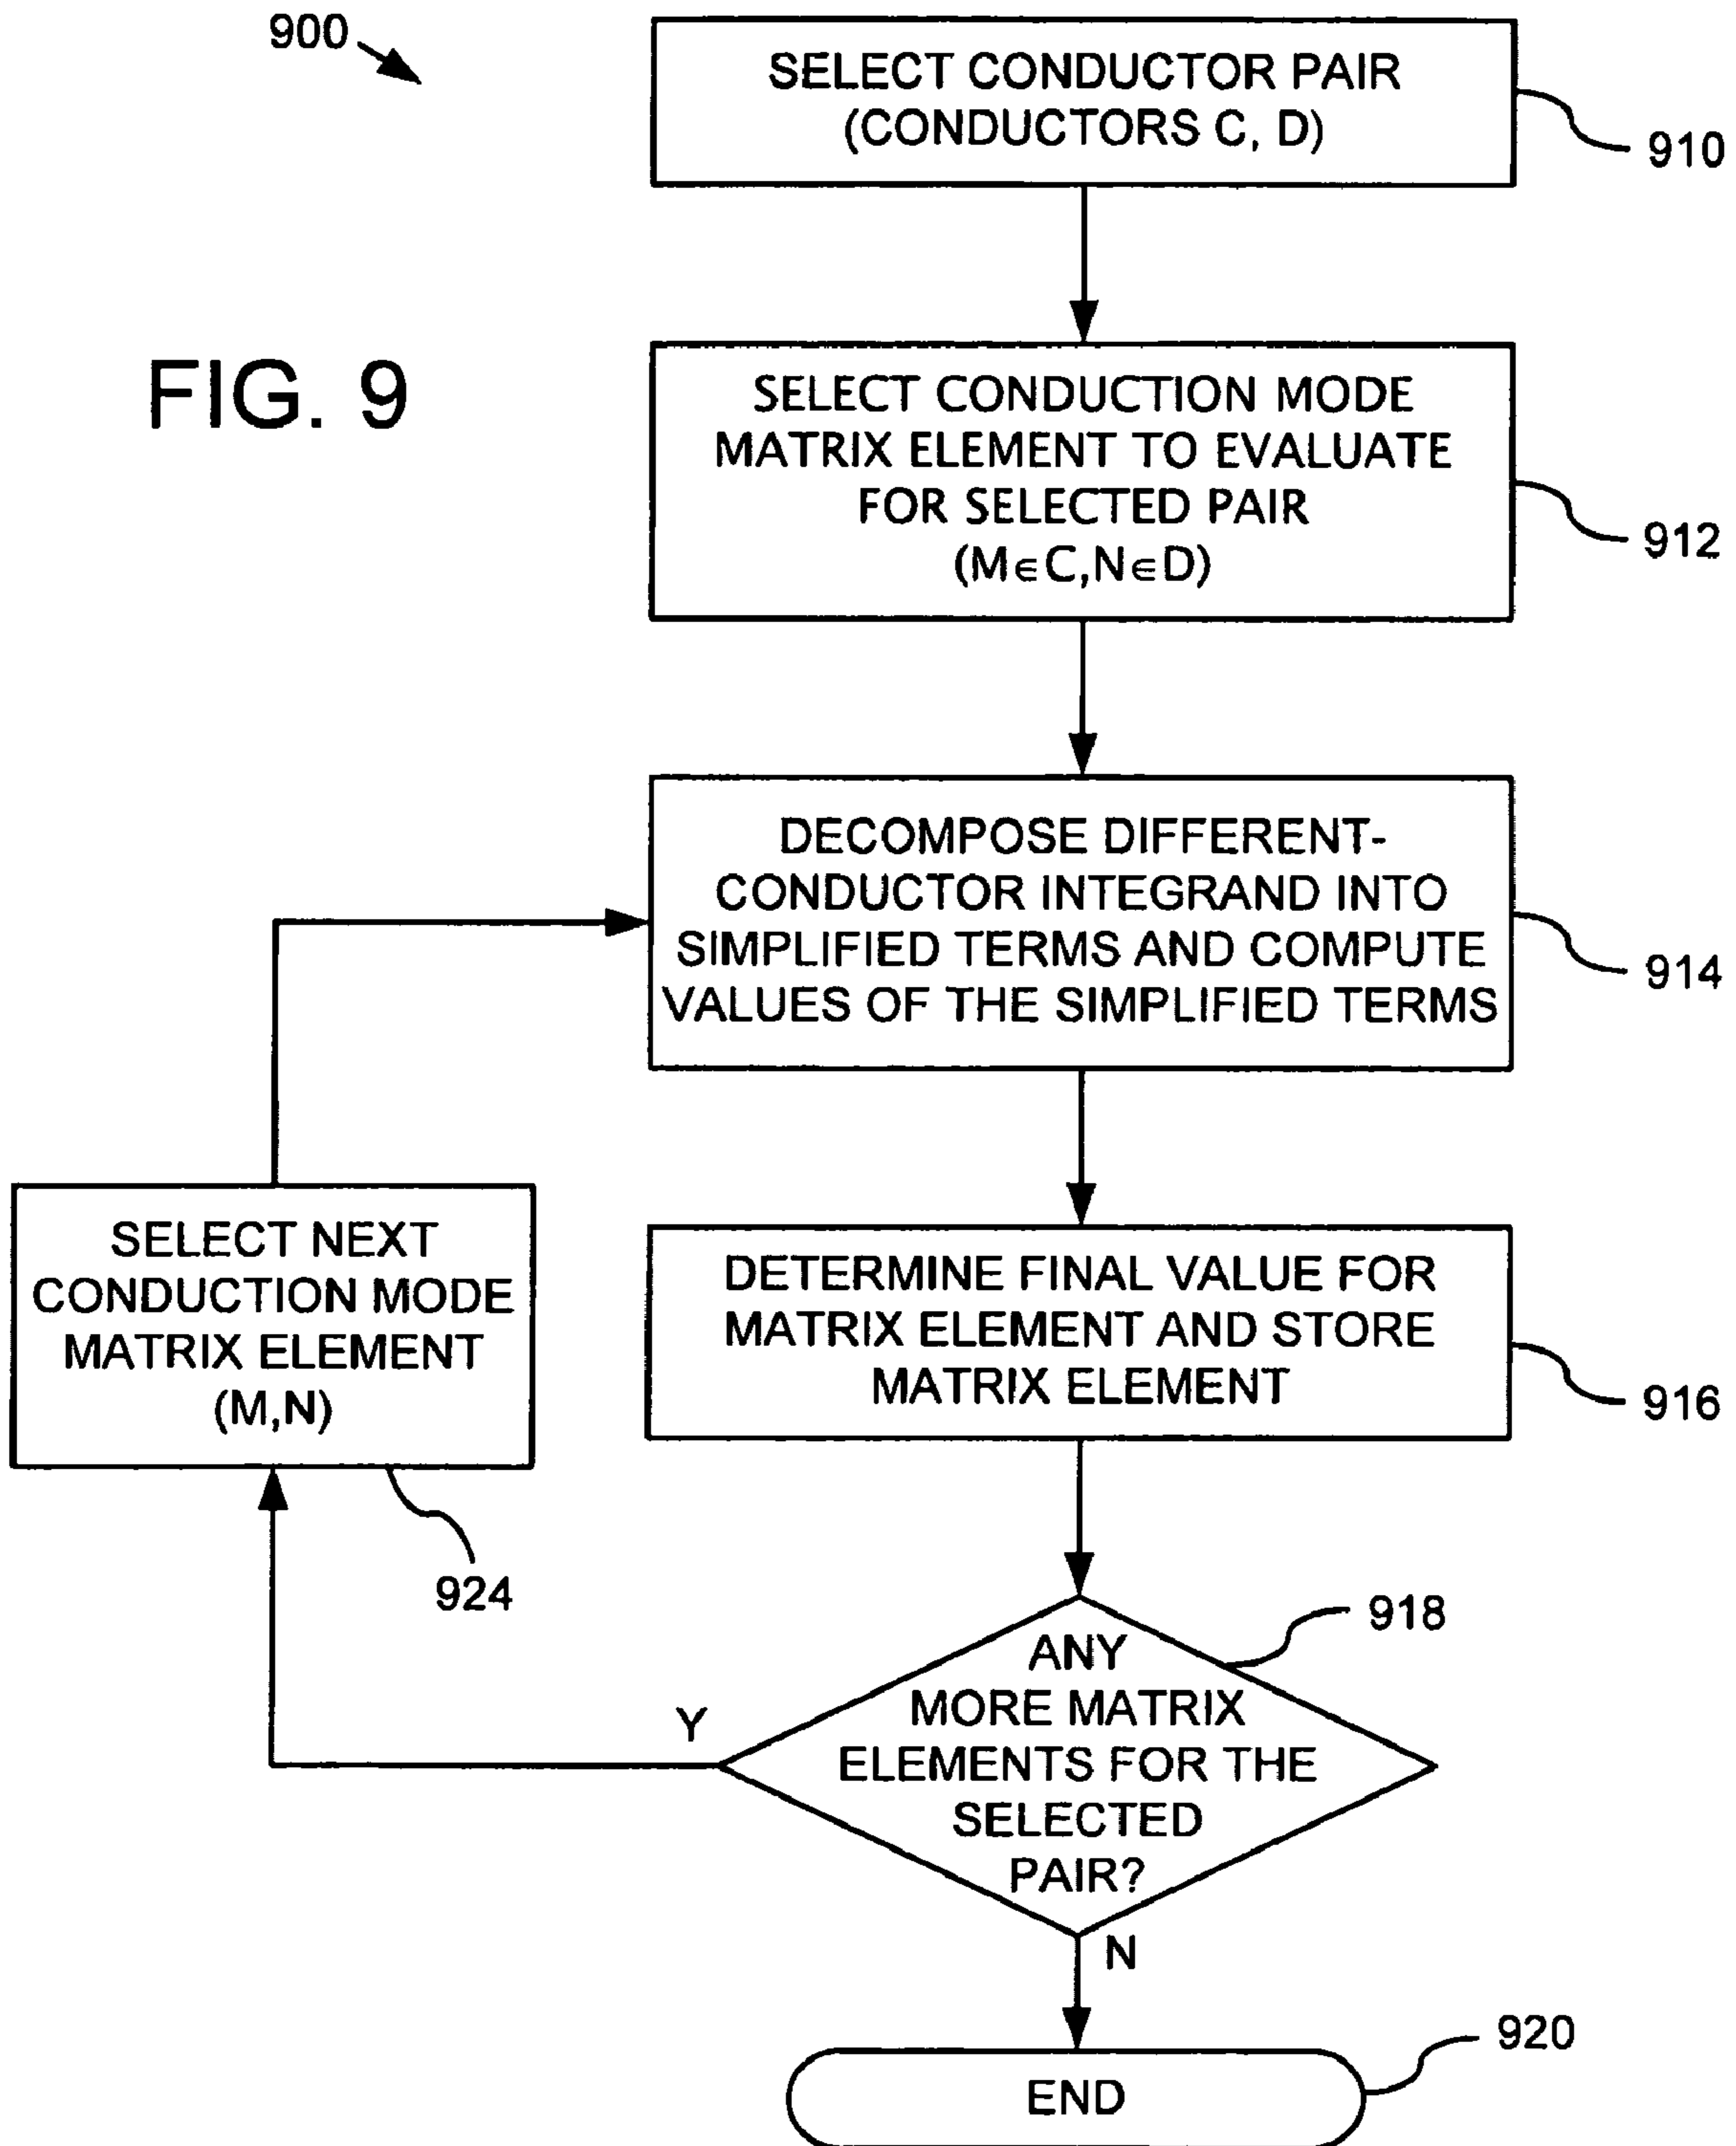 900
SELECT CONDUCTOR PAIR
(CONDUCTORS C, D)
910
FIG. 9
SELECT CONDUCTION MODE
MATRIX ELEMENT TO EVALUATE
FOR SELECTED PAIR
(M∈C,N∈D)
912
DECOMPOSE DIFFERENT-
CONDUCTOR INTEGRAND INTO
SIMPLIFIED TERMS AND COMPUTE
VALUES OF THE SIMPLIFIED TERMS
914
SELECT NEXT
CONDUCTION MODE
MATRIX ELEMENT
(M,N)
924
DETERMINE FINAL VALUE FOR
MATRIX ELEMENT AND STORE
MATRIX ELEMENT
916
918
ANY
MORE MATRIX
ELEMENTS FOR THE
SELECTED
PAIR?
Y
N
920
END